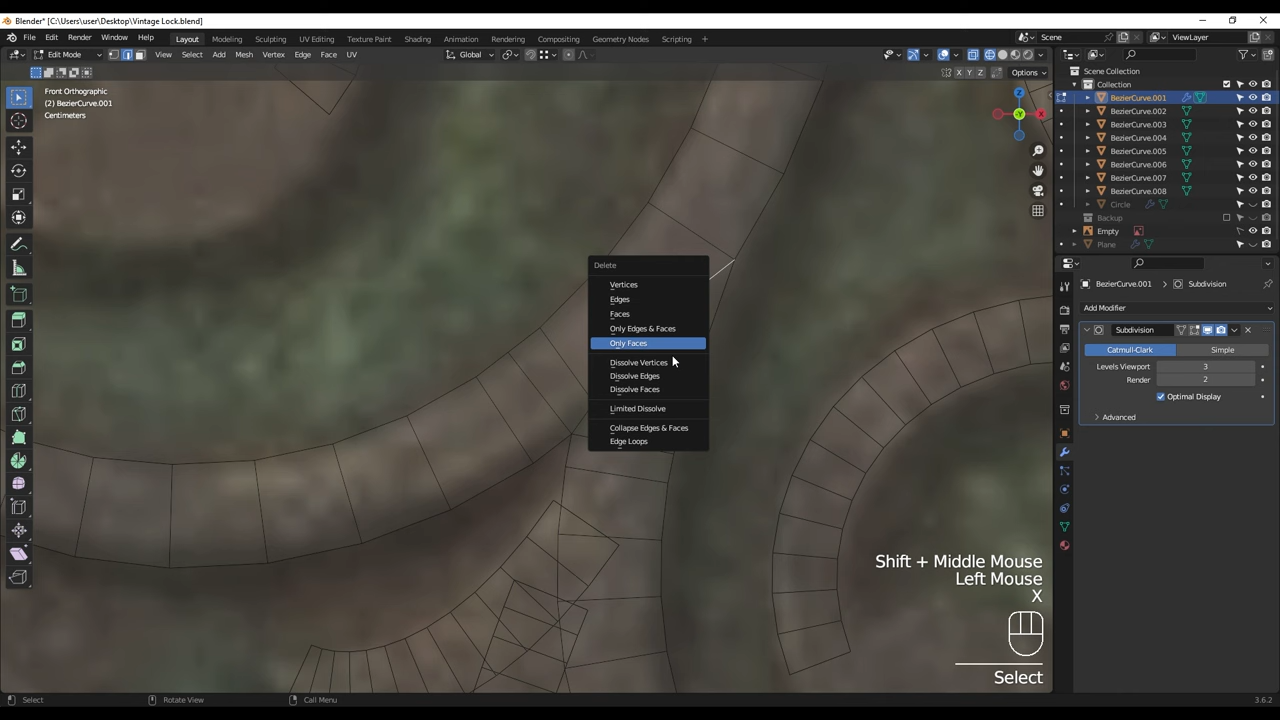 Blender* [C:\Users\user\Desktop\Vintage Lock.blend]
File Edit Render Window Help Layout Modeling Sculpting UV Editing Texture Paint Shading Animation Rendering Compositing Geometry Nodes Scripting + Scene ViewLayer
Edit Mode View Select Add Mesh Vertex Edge Face UV Global
X Y Z Options
Front Orthographic
(2) BezierCurve.001
Centimeters
Z
-Y
X
Delete
Vertices
Edges
Faces
Only Edges & Faces
Only Faces
Dissolve Vertices
Dissolve Edges
Dissolve Faces
Limited Dissolve
Collapse Edges & Faces
Edge Loops
Shift + Middle Mouse
Left Mouse
X
Select
Scene Collection
Collection
BezierCurve.001
BezierCurve.002
BezierCurve.003
BezierCurve.004
BezierCurve.005
BezierCurve.006
BezierCurve.007
BezierCurve.008
Circle
Backup
Empty
Plane
BezierCurve.001 > Subdivision
Add Modifier
Subdivision
Catmull-Clark Simple
Levels Viewport 3
Render 2
Optimal Display
Advanced
Select Rotate View Call Menu 3.6.2